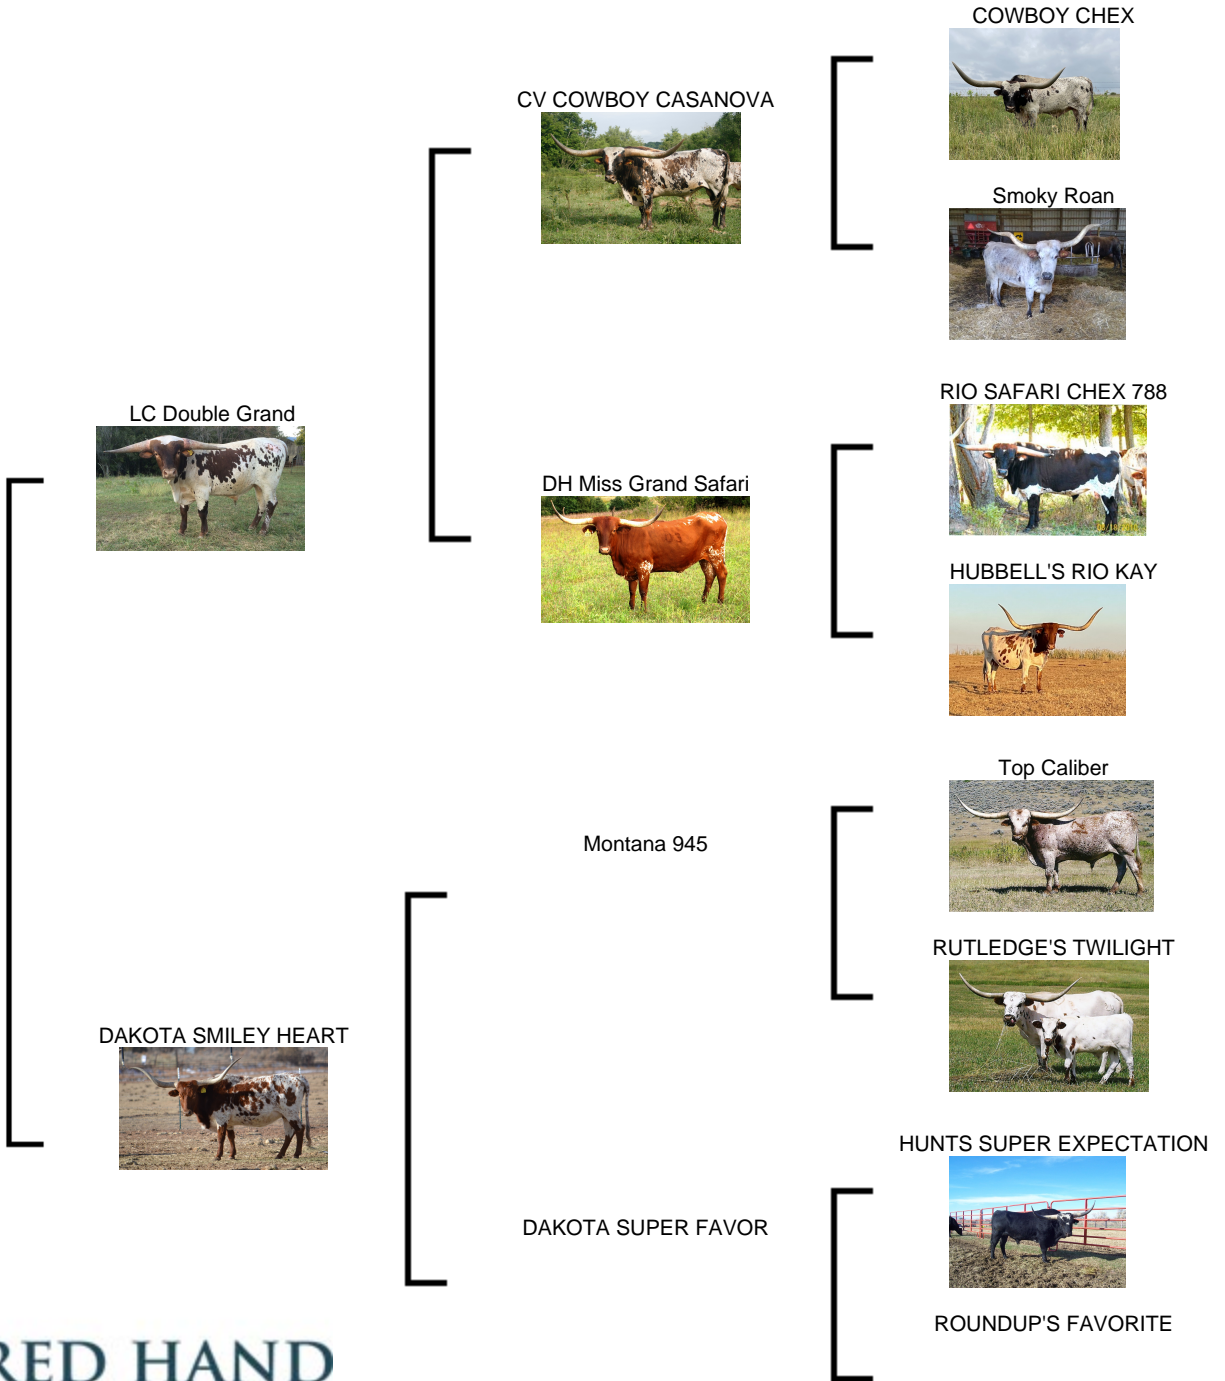 COWBOY CHEX
CV COWBOY CASANOVA
Smoky Roan
RIO SAFARI CHEX 788
LC Double Grand
DH Miss Grand Safari
HUBBELL'S RIO KAY
Top Caliber
Montana 945
RUTLEDGE'S TWILIGHT
DAKOTA SMILEY HEART
HUNTS SUPER EXPECTATION
DAKOTA SUPER FAVOR
ROUNDUP'S FAVORITE
RED HAND